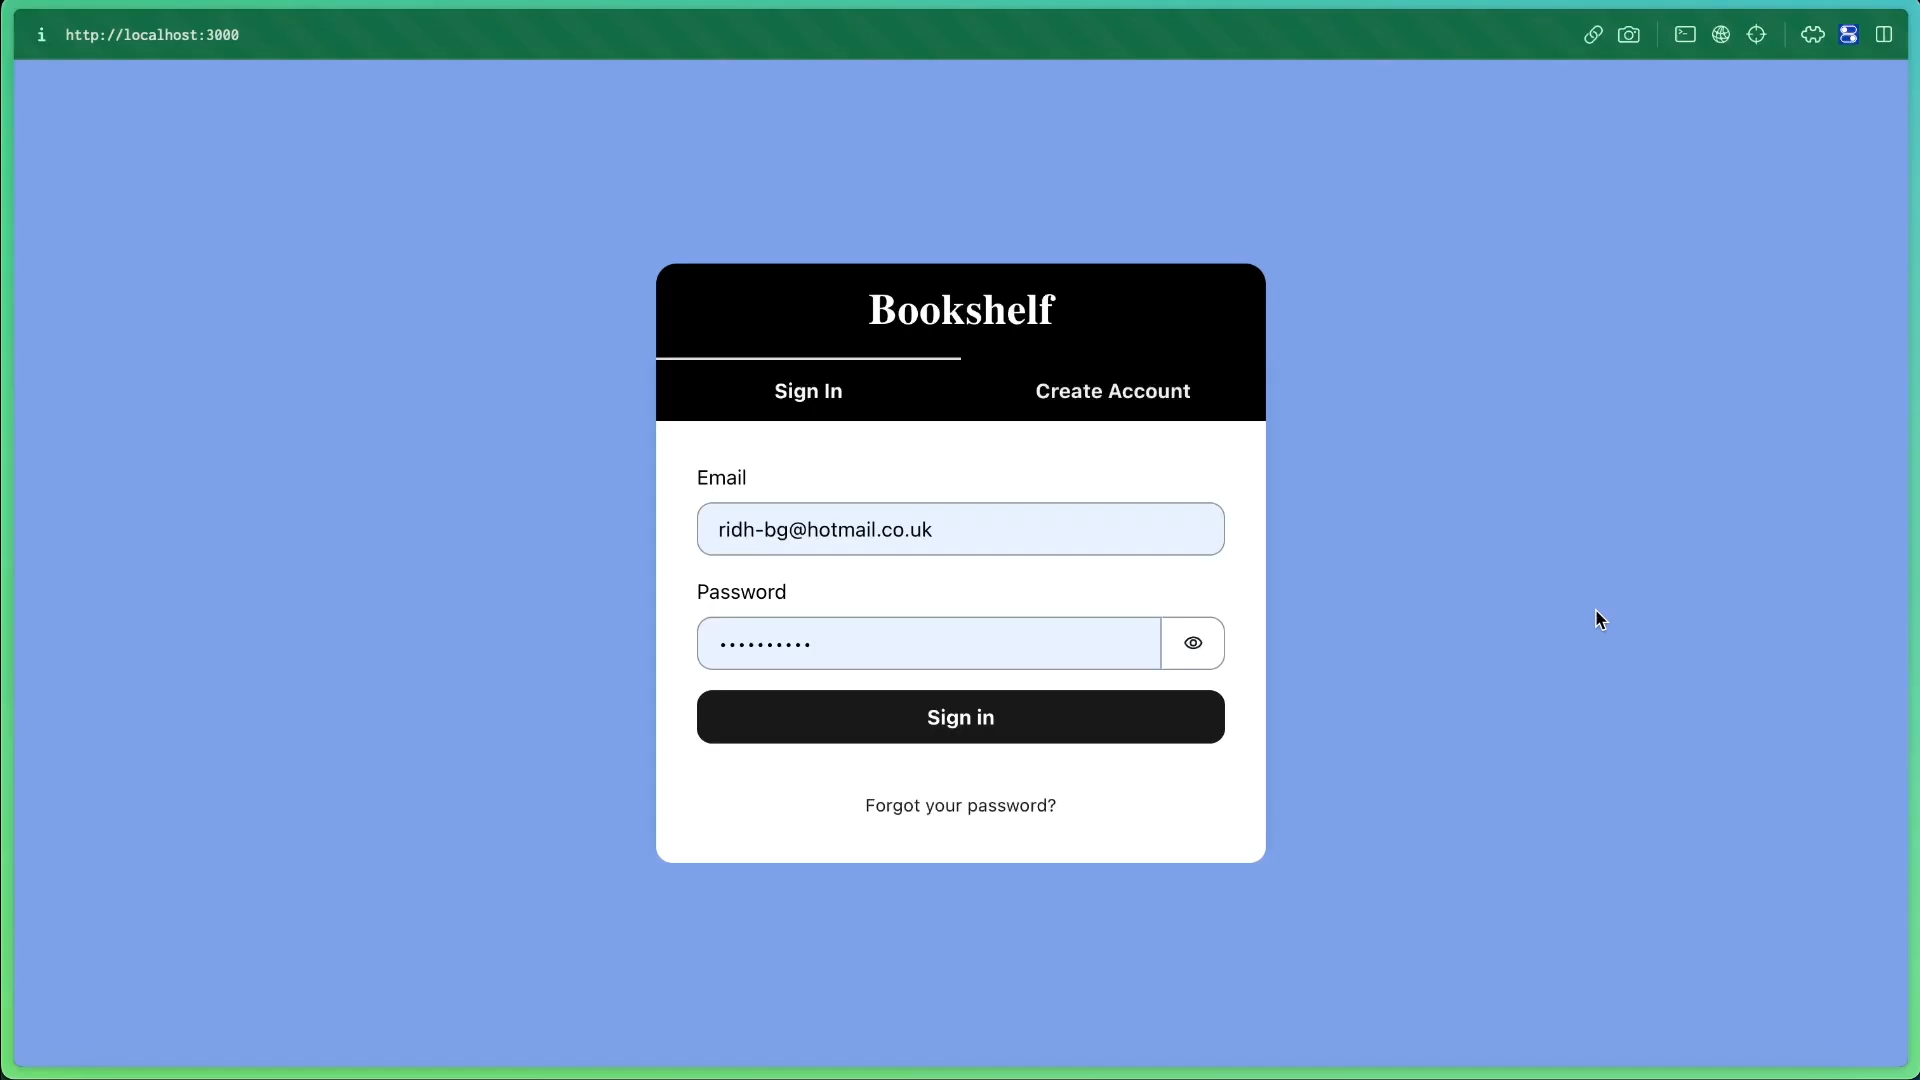 http://localhost:3000
Bookshelf
Sign In
Create Account
Email
ridh-bg@hotmail.co.uk
Password
••••••••••
Sign in
Forgot your password?